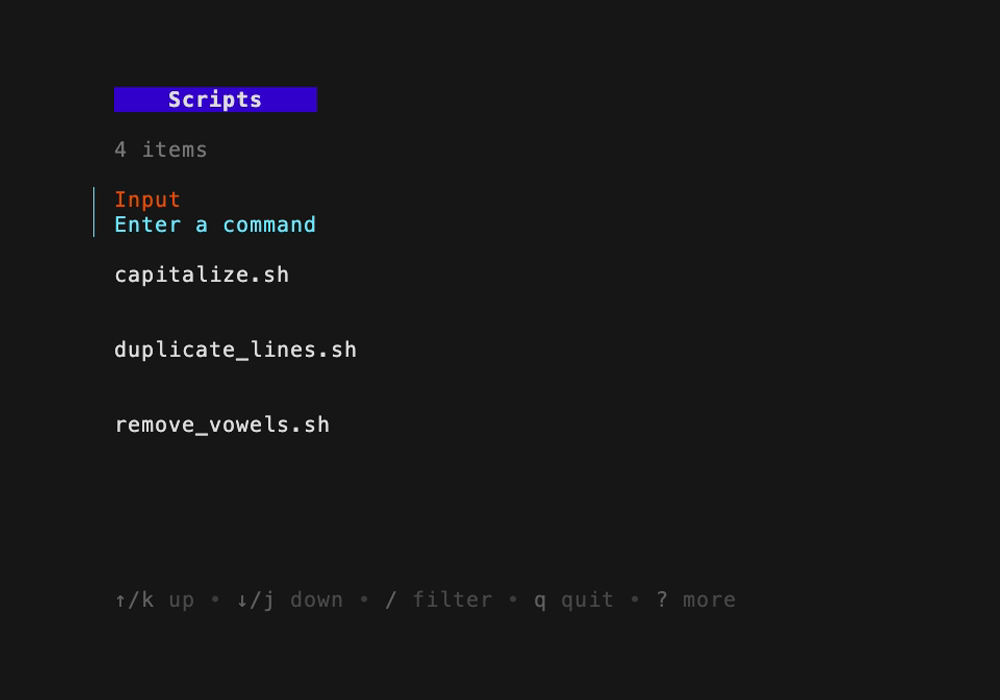 Scripts
4 items
Input
Enter a command
capitalize.sh
duplicate_lines.sh
remove_vowels.sh
↑/k up • ↓/j down • / filter • q quit • ? more